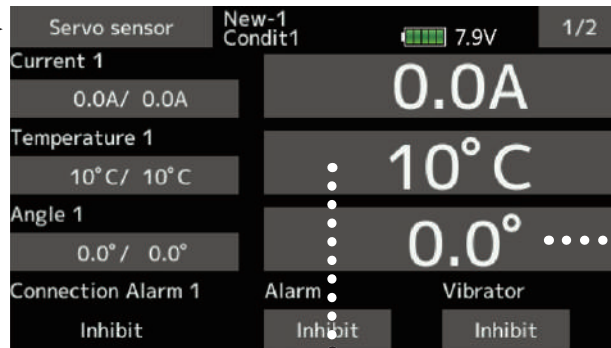 Servo sensor
New-1
Condit1
7.9V
1/2
Current 1
0.0A/ 0.0A
0.0A
Temperature 1
10°C/ 10°C
10°C
Angle 1
0.0°/ 0.0°
0.0°
Connection Alarm 1
Alarm
Vibrator
Inhibit
Inhibit
Inhibit